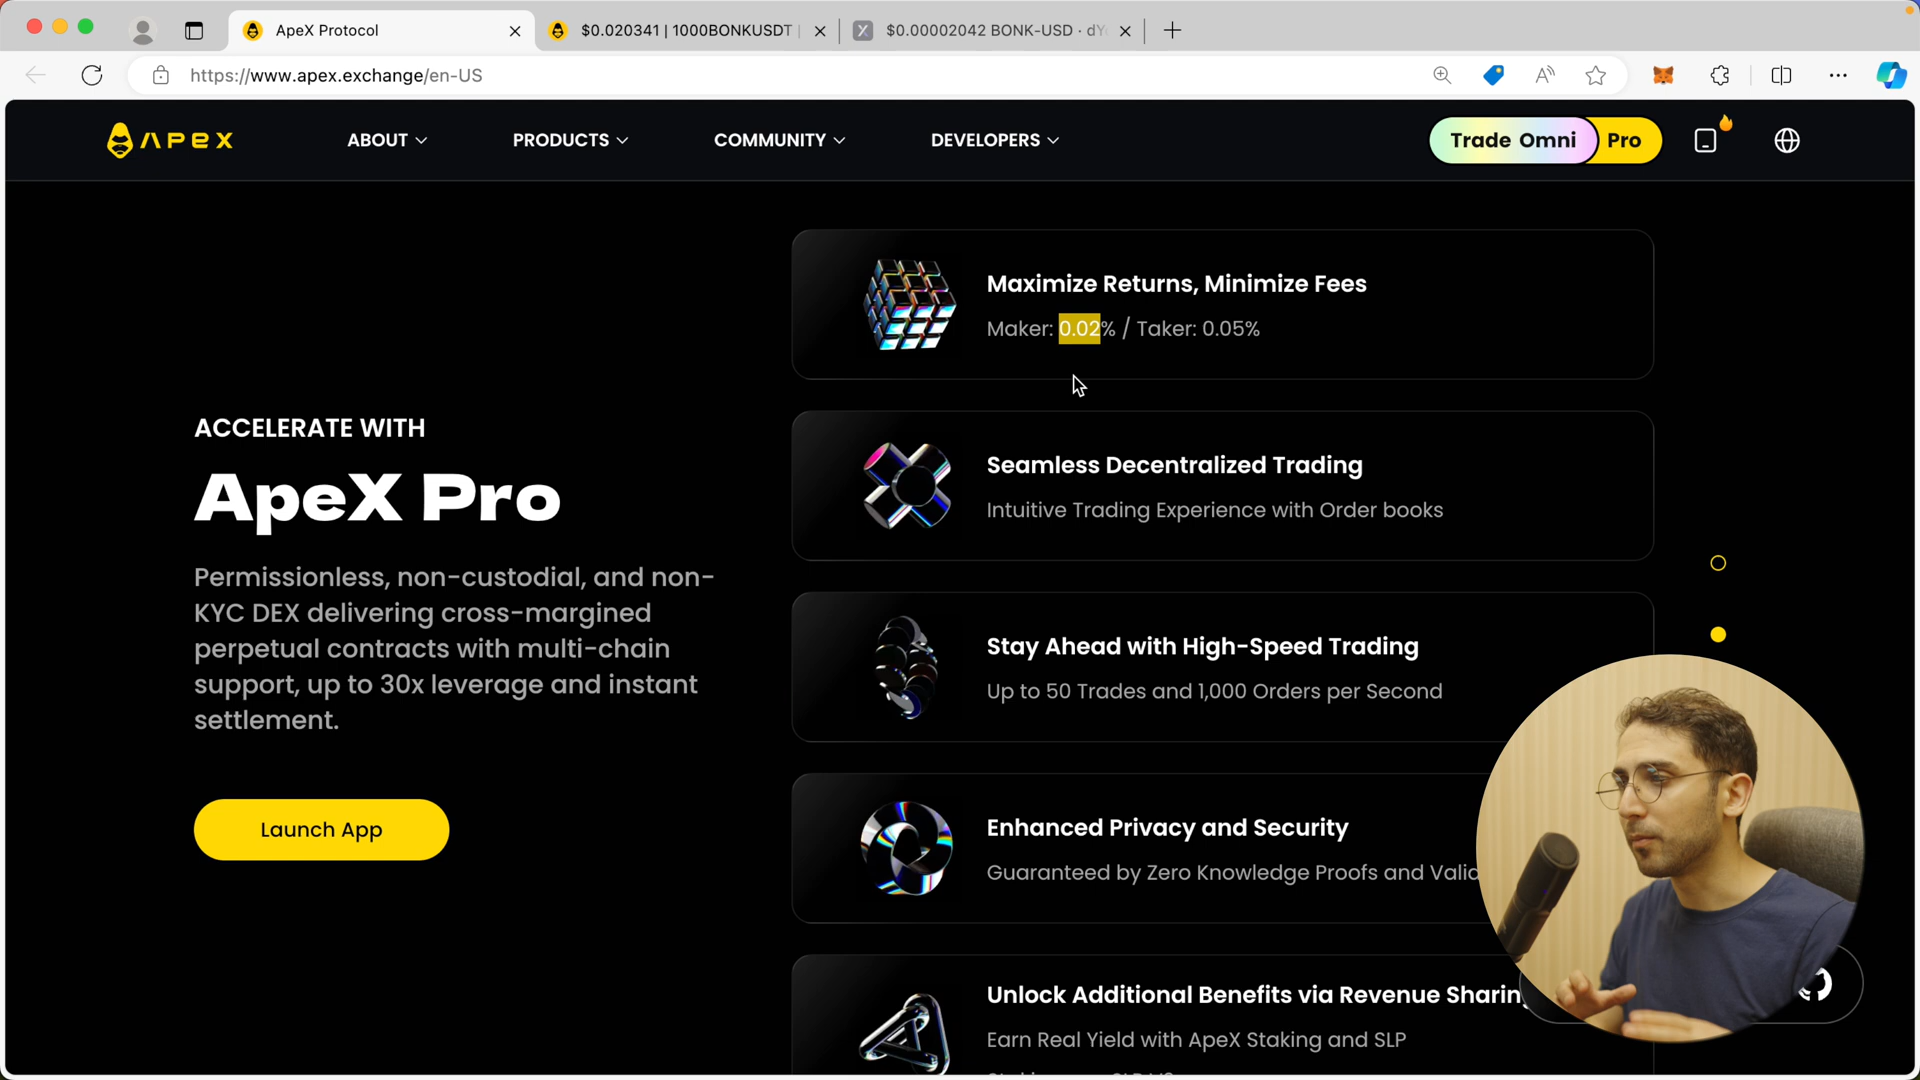 ApeX Protocol
$0.020341 | 1000BONKUSDT |
$0.00002042 BONK-USD · dY
https://www.apex.exchange/en-US
APEX
ABOUT
PRODUCTS
COMMUNITY
DEVELOPERS
Trade Omni
Pro
Maximize Returns, Minimize Fees
Maker: 0.02% / Taker: 0.05%
ACCELERATE WITH
ApeX Pro
Permissionless, non-custodial, and non-
KYC DEX delivering cross-margined
perpetual contracts with multi-chain
support, up to 30x leverage and instant
settlement.
Launch App
Seamless Decentralized Trading
Intuitive Trading Experience with Order books
Stay Ahead with High-Speed Trading
Up to 50 Trades and 1,000 Orders per Second
Enhanced Privacy and Security
Guaranteed by Zero Knowledge Proofs and Valid
Unlock Additional Benefits via Revenue Sharing
Earn Real Yield with ApeX Staking and SLP